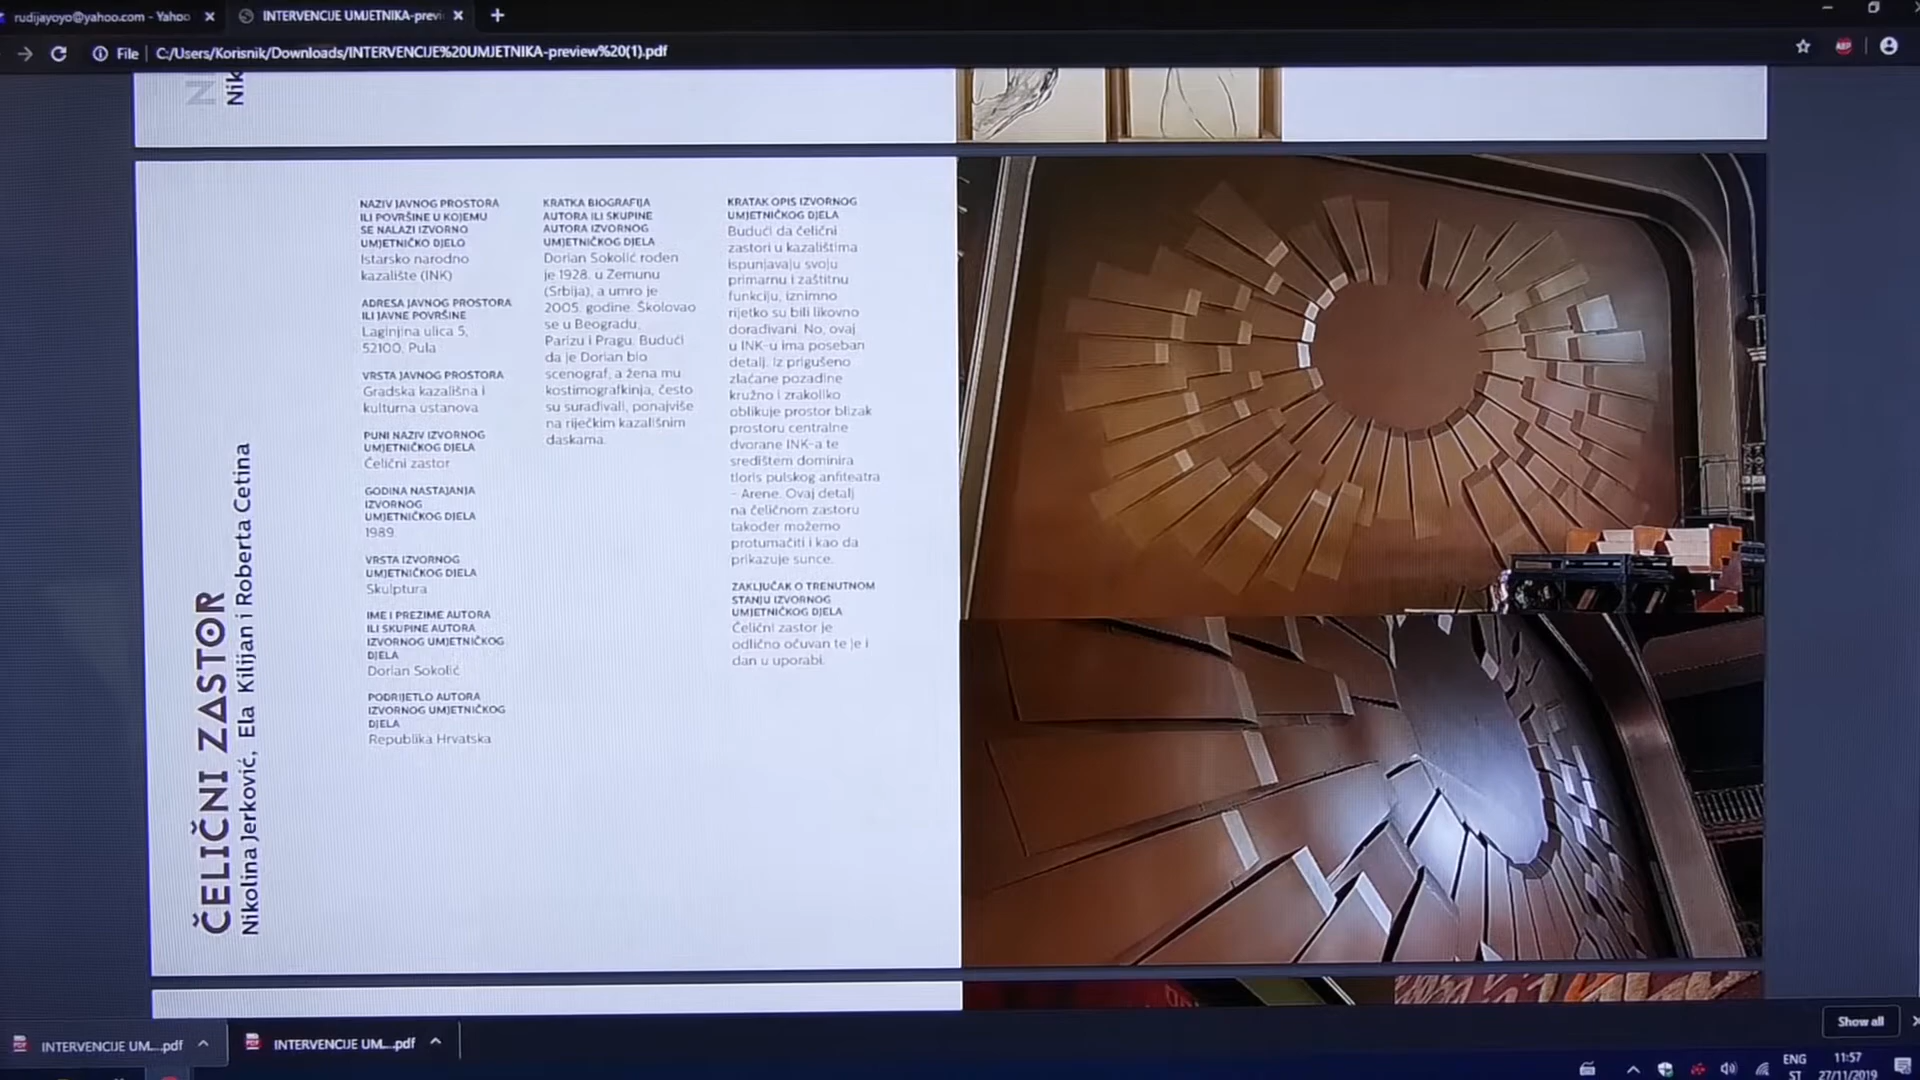 rudijayoyo@yahoo.com - Yahoo
INTERVENCIJE UMJETNIKA-previ
File
C:/Users/Korisnik/Downloads/INTERVENCIJE%20UMJETNIKA-preview%20(1).pdf
Nik
ČELIČNI ZASTOR
Nikolina Jerković, Ela Kilijan i Roberta Cetina
NAZIV JAVNOG PROSTORA
ILI POVRŠINE U KOJEMU
SE NALAZI IZVORNO
UMJETNIČKO DJELO
Istarsko narodno
kazalište (INK)
ADRESA JAVNOG PROSTORA
ILI JAVNE POVRŠINE
Laginjina ulica 5,
52100, Pula
VRSTA JAVNOG PROSTORA
Gradska kazališna i
kulturna ustanova
PUNI NAZIV IZVORNOG
UMJETNIČKOG DJELA
Čelični zastor
GODINA NASTAJANJA
IZVORNOG
UMJETNIČKOG DJELA
1989.
VRSTA IZVORNOG
UMJETNIČKOG DJELA
Skulptura
IME I PREZIME AUTORA
ILI SKUPINE AUTORA
IZVORNOG UMJETNIČKOG
DJELA
Dorian Sokolić
PODRIJETLO AUTORA
IZVORNOG UMJETNIČKOG
DJELA
Republika Hrvatska
KRATKA BIOGRAFIJA
AUTORA ILI SKUPINE
AUTORA IZVORNOG
UMJETNIČKOG DJELA
Dorian Sokolić rođen
je 1928. u Zemunu
(Srbija), a umro je
2005. godine. Školovao
se u Beogradu,
Parizu i Pragu. Budući
da je Dorian bio
scenograf, a žena mu
kostimografkinja, često
su surađivali, ponajviše
na riječkim kazališnim
daskama.
KRATAK OPIS IZVORNOG
UMJETNIČKOG DJELA
Budući da čelični
zastori u kazalištima
ispunjavaju svoju
primarnu i zaštitnu
funkciju, iznimno
rijetko su bili likovno
dorađivani. No, ovaj
u INK-u ima poseban
detalj. Iz prigušeno
zlaćane pozadine
kružno i zrakoliko
oblikuje prostor blizak
prostoru centralne
dvorane INK-a te
središtem dominira
tloris pulskog anfiteatra
– Arene. Ovaj detalj
na čeličnom zastoru
također možemo
protumačiti i kao da
prikazuje sunce.
ZAKLJUČAK O TRENUTNOM
STANJU IZVORNOG
UMJETNIČKOG DJELA
Čelični zastor je
odlično očuvan te je i
dan u uporabi.
INTERVENCIJE UM....pdf
INTERVENCIJE UM....pdf
Show all
ENG
11:57
27/11/2019